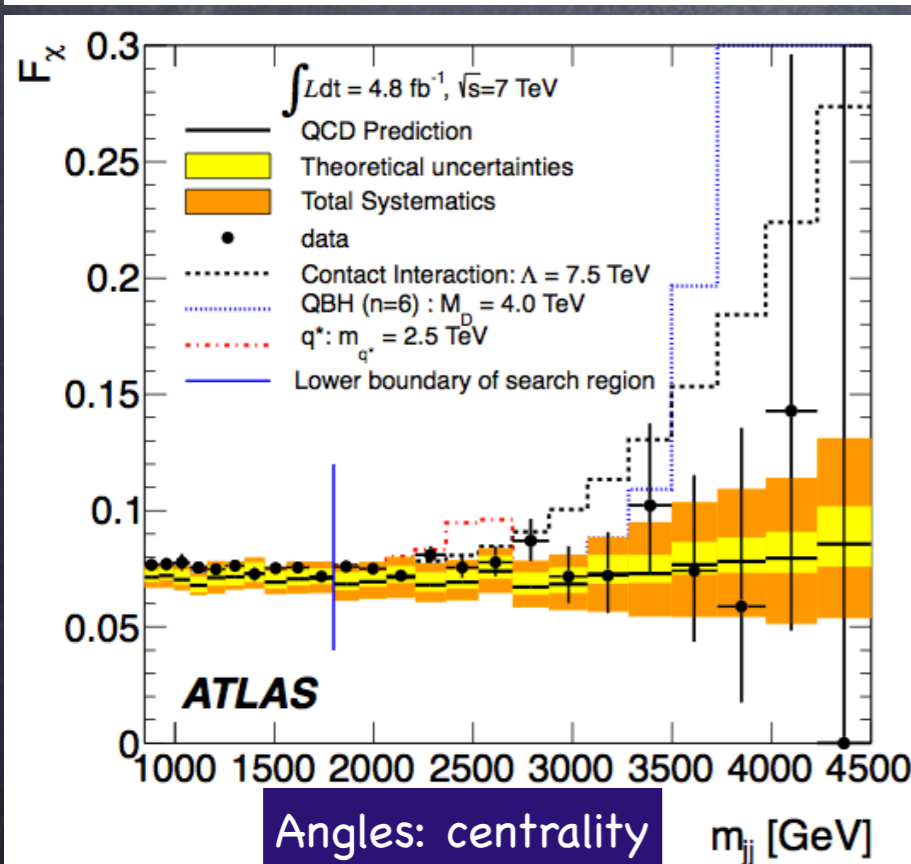 Fχ
0.3
0.25
0.2
0.15
0.1
0.05
0
∫Ldt = 4.8 fb⁻¹, √s=7 TeV
QCD Prediction
Theoretical uncertainties
Total Systematics
data
Contact Interaction: Λ = 7.5 TeV
QBH (n=6) : M_D = 4.0 TeV
q*: m_q* = 2.5 TeV
Lower boundary of search region
ATLAS
1000 1500 2000 2500 3000 3500 4000 4500
Angles: centrality
m_jj [GeV]